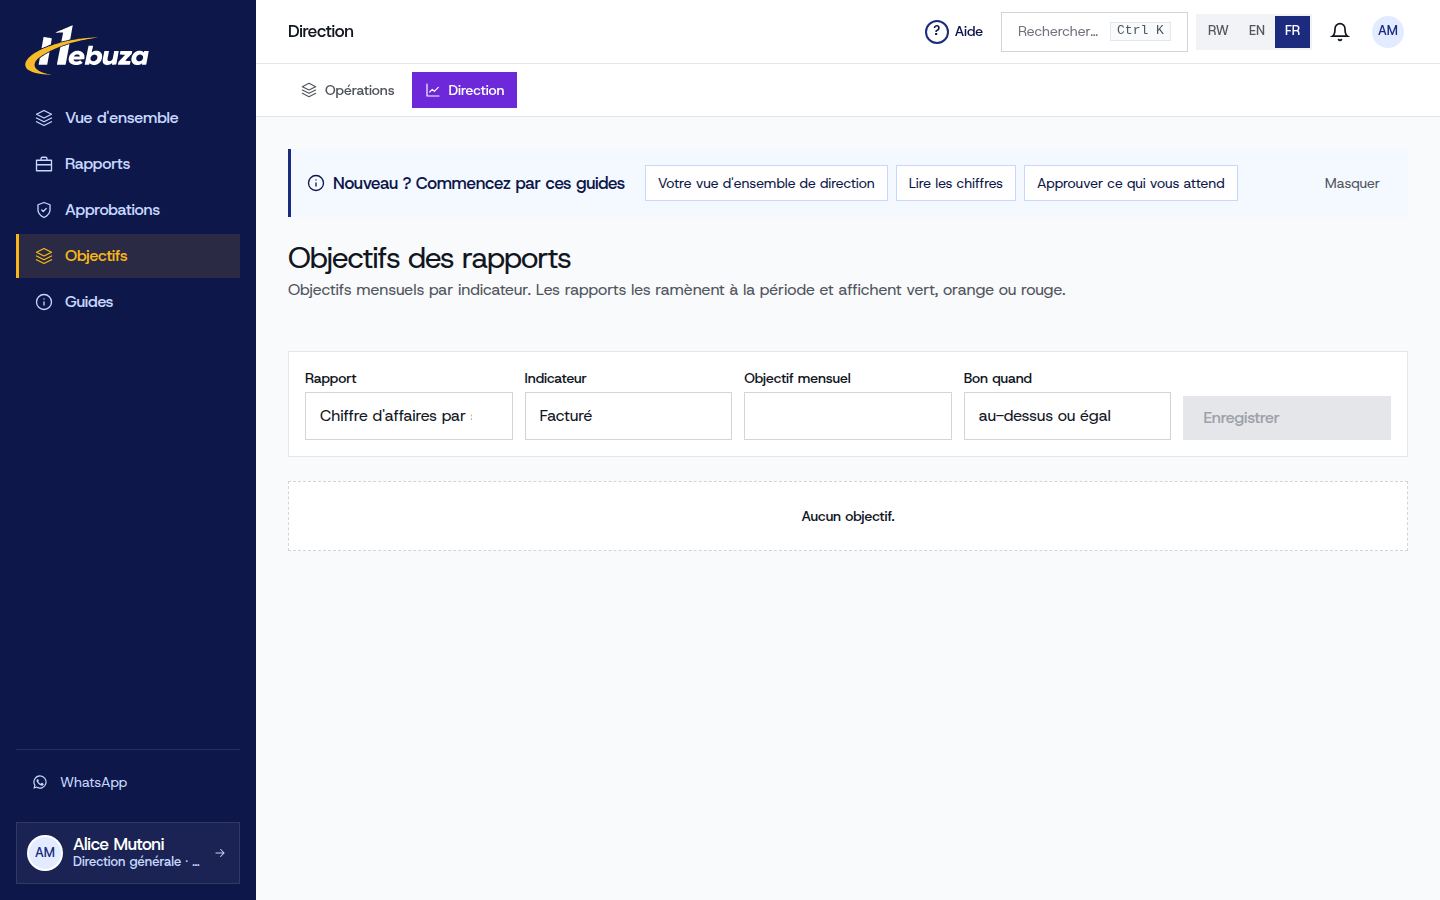 Hebuza
Vue d'ensemble
Rapports
Approbations
Objectifs
Guides
WhatsApp
AM
Alice Mutoni
Direction générale · …
Direction
? Aide
Rechercher… Ctrl K
RW EN FR
AM
Opérations Direction
Nouveau ? Commencez par ces guides Votre vue d'ensemble de direction Lire les chiffres Approuver ce qui vous attend Masquer
Objectifs des rapports
Objectifs mensuels par indicateur. Les rapports les ramènent à la période et affichent vert, orange ou rouge.
Rapport Indicateur Objectif mensuel Bon quand
Chiffre d'affaires par Facturé au-dessus ou égal Enregistrer
Aucun objectif.